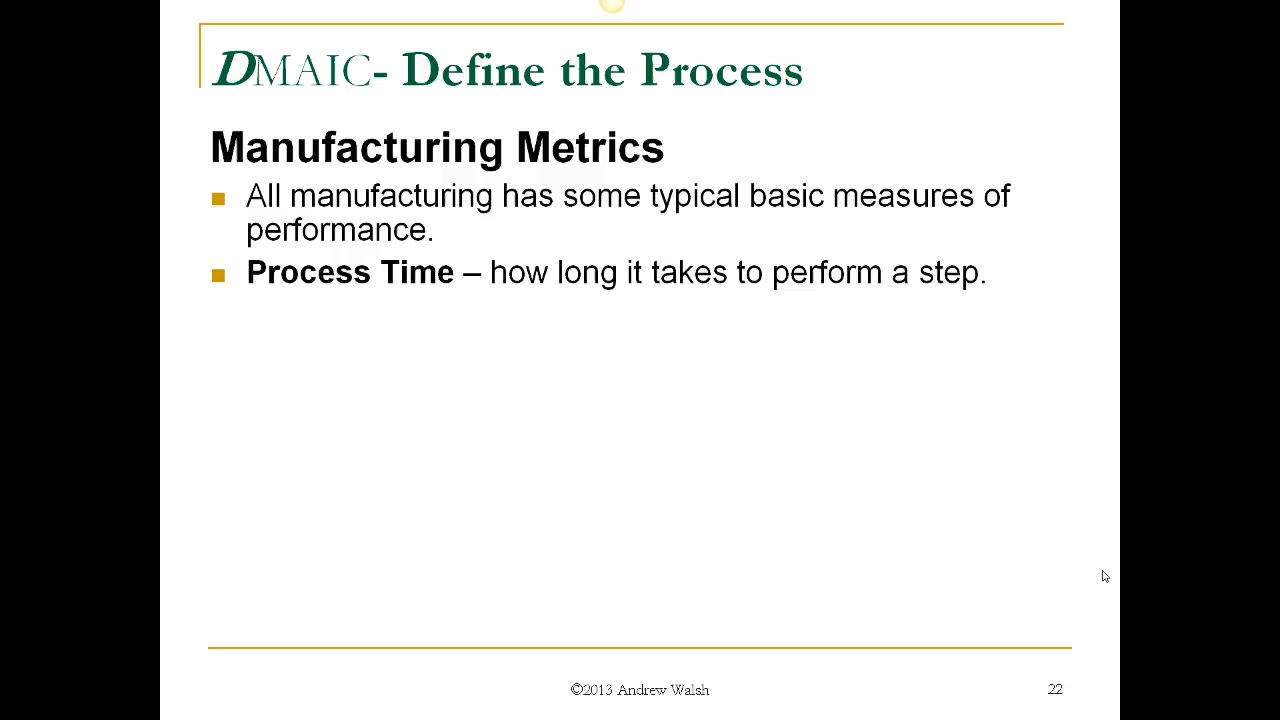 DMAIC- Define the Process
Manufacturing Metrics
All manufacturing has some typical basic measures of
performance.
Process Time – how long it takes to perform a step.
©2013 Andrew Walsh
22